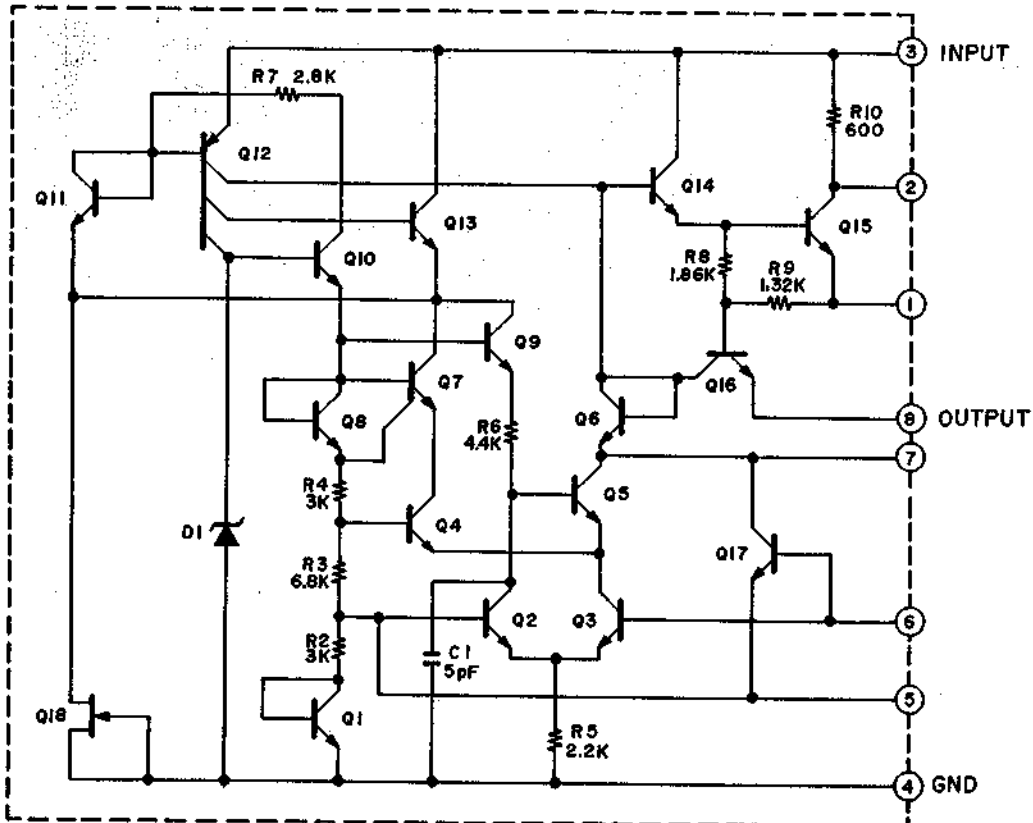 3 INPUT
R7 2.8K
R10
600
Q12
Q11
Q14
2
Q13
Q15
Q10
R8
1.86K
R9
1.32K
1
Q9
Q7
Q16
Q8
Q6
8 OUTPUT
R6
4.4K
7
R4
3K
Q5
Q4
D1
Q17
R3
6.8K
Q2
Q3
6
R2
3K
C1
5pF
5
Q18
Q1
R5
2.2K
4 GND